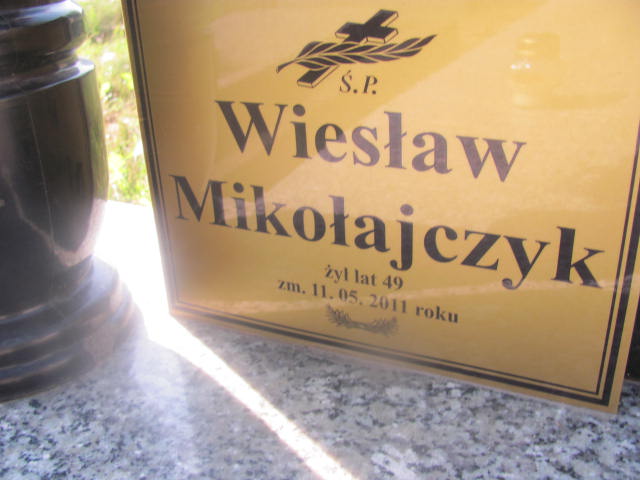 Ś.P.
Wiesław
Mikołajczyk
żył lat 49
zm. 11. 05. 2011 roku